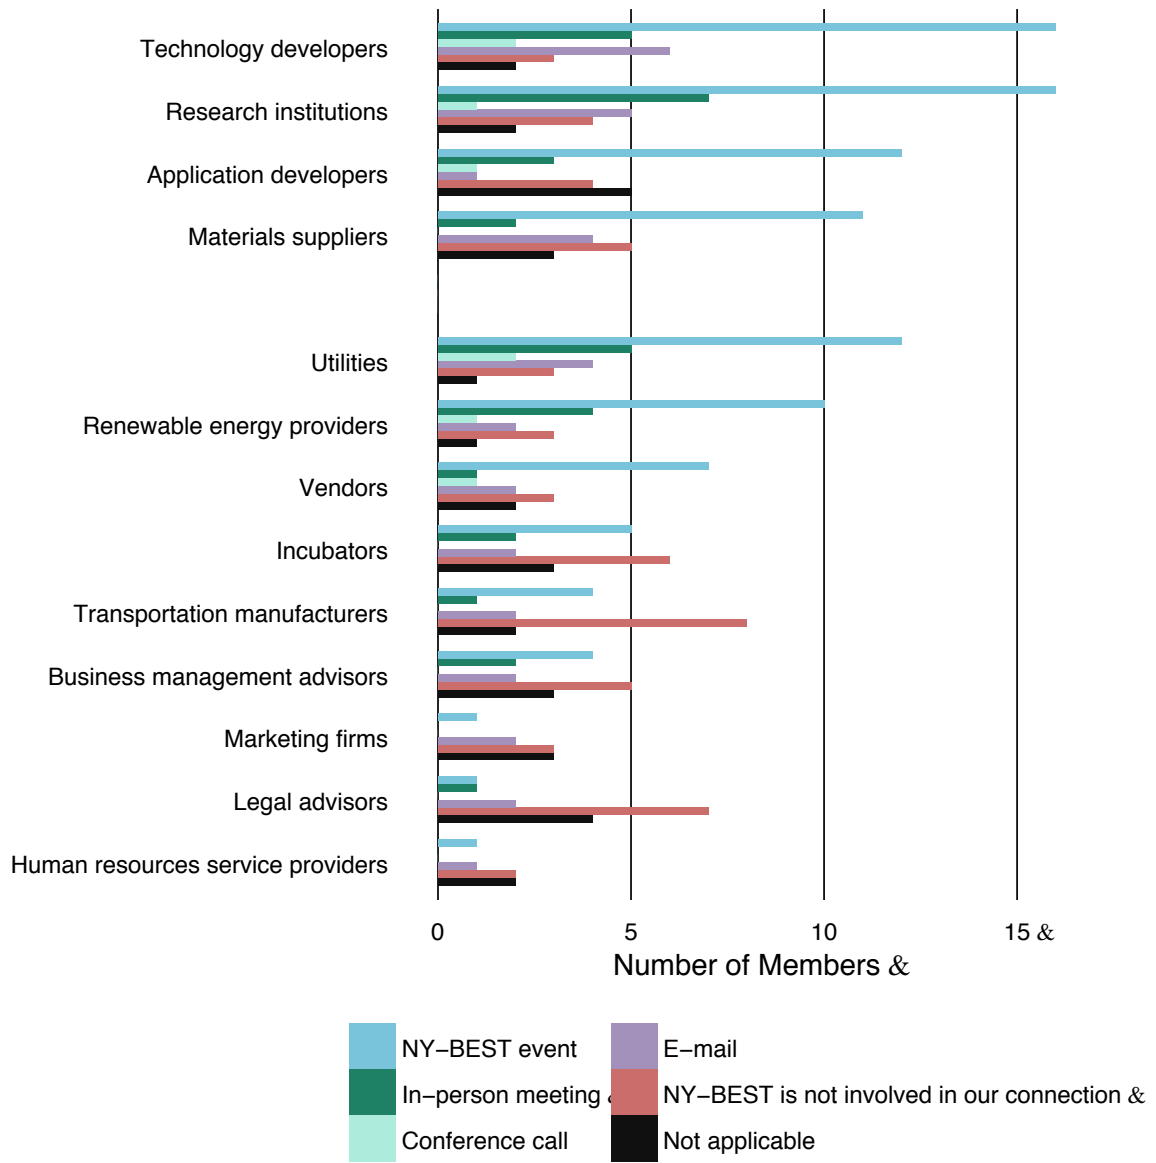 Technology developers
Research institutions
Application developers
Materials suppliers
Utilities
Renewable energy providers
Vendors
Incubators
Transportation manufacturers
Business management advisors
Marketing firms
Legal advisors
Human resources service providers
0 5 10 15 &
Number of Members &
NY−BEST event
In−person meeting
Conference call
E−mail
NY−BEST is not involved in our connection &
Not applicable